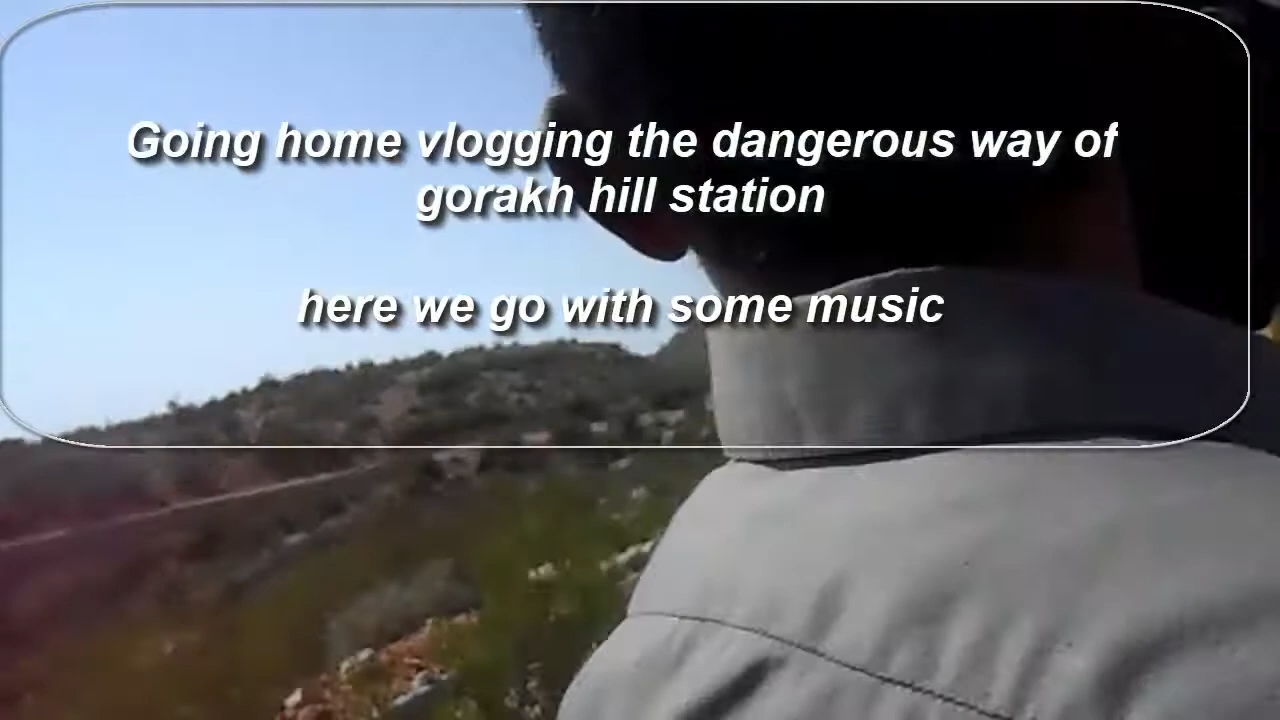 Going home vlogging the dangerous way of
gorakh hill station
here we go with some music